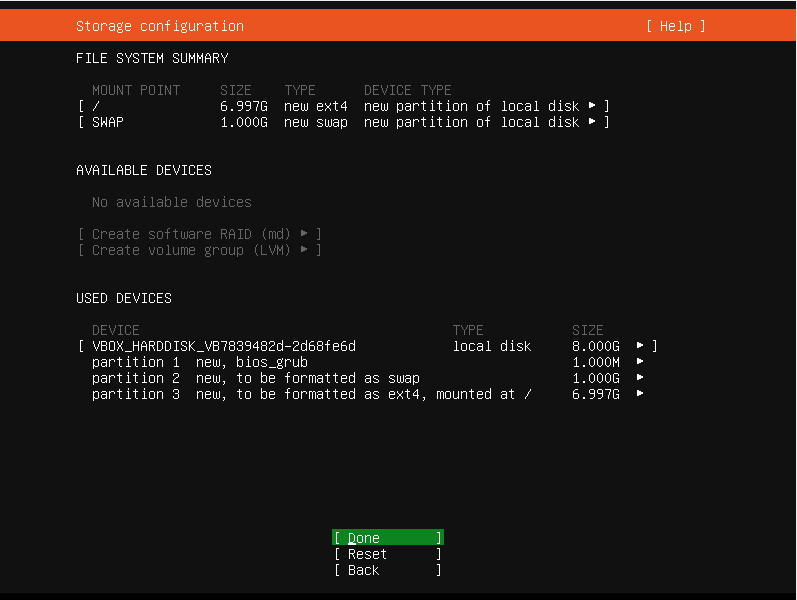 Storage configuration [ Help ]
FILE SYSTEM SUMMARY
MOUNT POINT SIZE TYPE DEVICE TYPE
[ / 6.997G new ext4 new partition of local disk ▸ ]
[ SWAP 1.000G new swap new partition of local disk ▸ ]
AVAILABLE DEVICES
No available devices
[ Create software RAID (md) ▸ ]
[ Create volume group (LVM) ▸ ]
USED DEVICES
DEVICE TYPE SIZE
[ VBOX_HARDDISK_VB7839482d-2d68fe6d local disk 8.000G ▸ ]
partition 1 new, bios_grub 1.000M ▸
partition 2 new, to be formatted as swap 1.000G ▸
partition 3 new, to be formatted as ext4, mounted at / 6.997G ▸
[ Done ]
[ Reset ]
[ Back ]